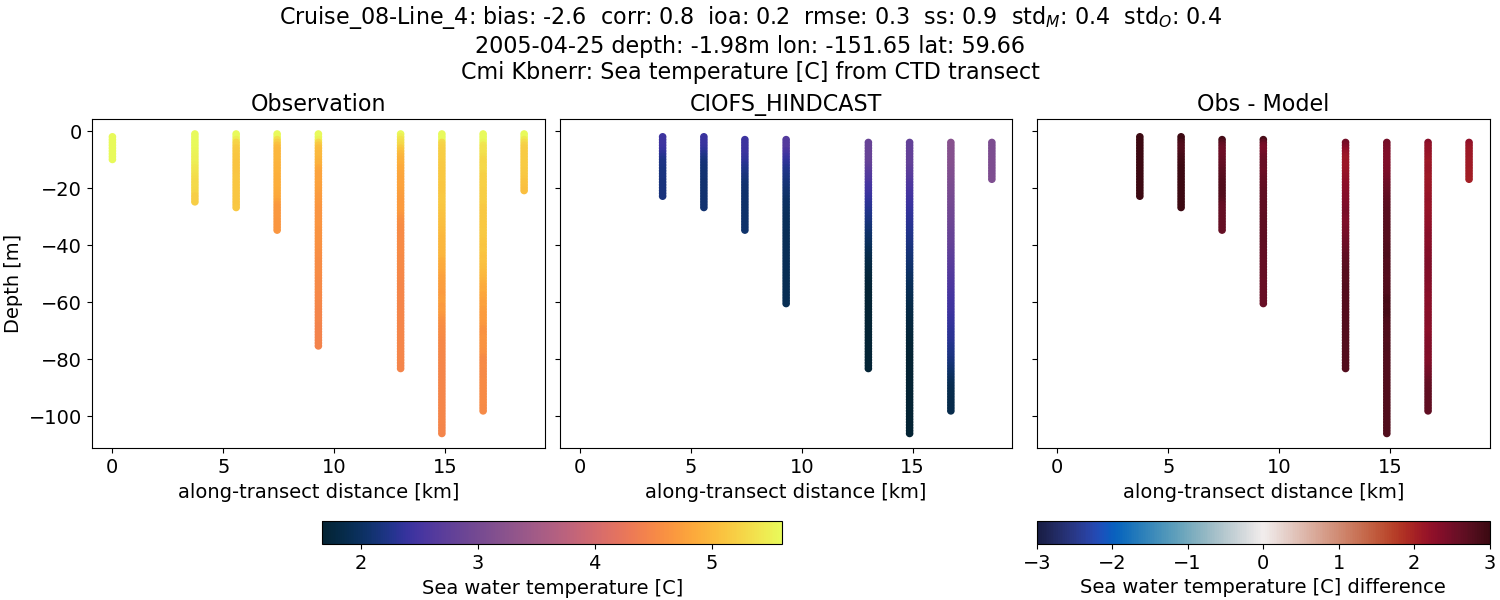 Cruise_08-Line_4: bias: -2.6  corr: 0.8  ioa: 0.2  rmse: 0.3  ss: 0.9  std_M: 0.4  std_O: 0.4
2005-04-25 depth: -1.98m lon: -151.65 lat: 59.66
Cmi Kbnerr: Sea temperature [C] from CTD transect
Observation CIOFS_HINDCAST Obs - Model
0
−20
−40
−60
−80
−100
Depth [m]
0 5 10 15 0 5 10 15 0 5 10 15
along-transect distance [km] along-transect distance [km] along-transect distance [km]
2 3 4 5 −3 −2 −1 0 1 2 3
Sea water temperature [C] Sea water temperature [C] difference